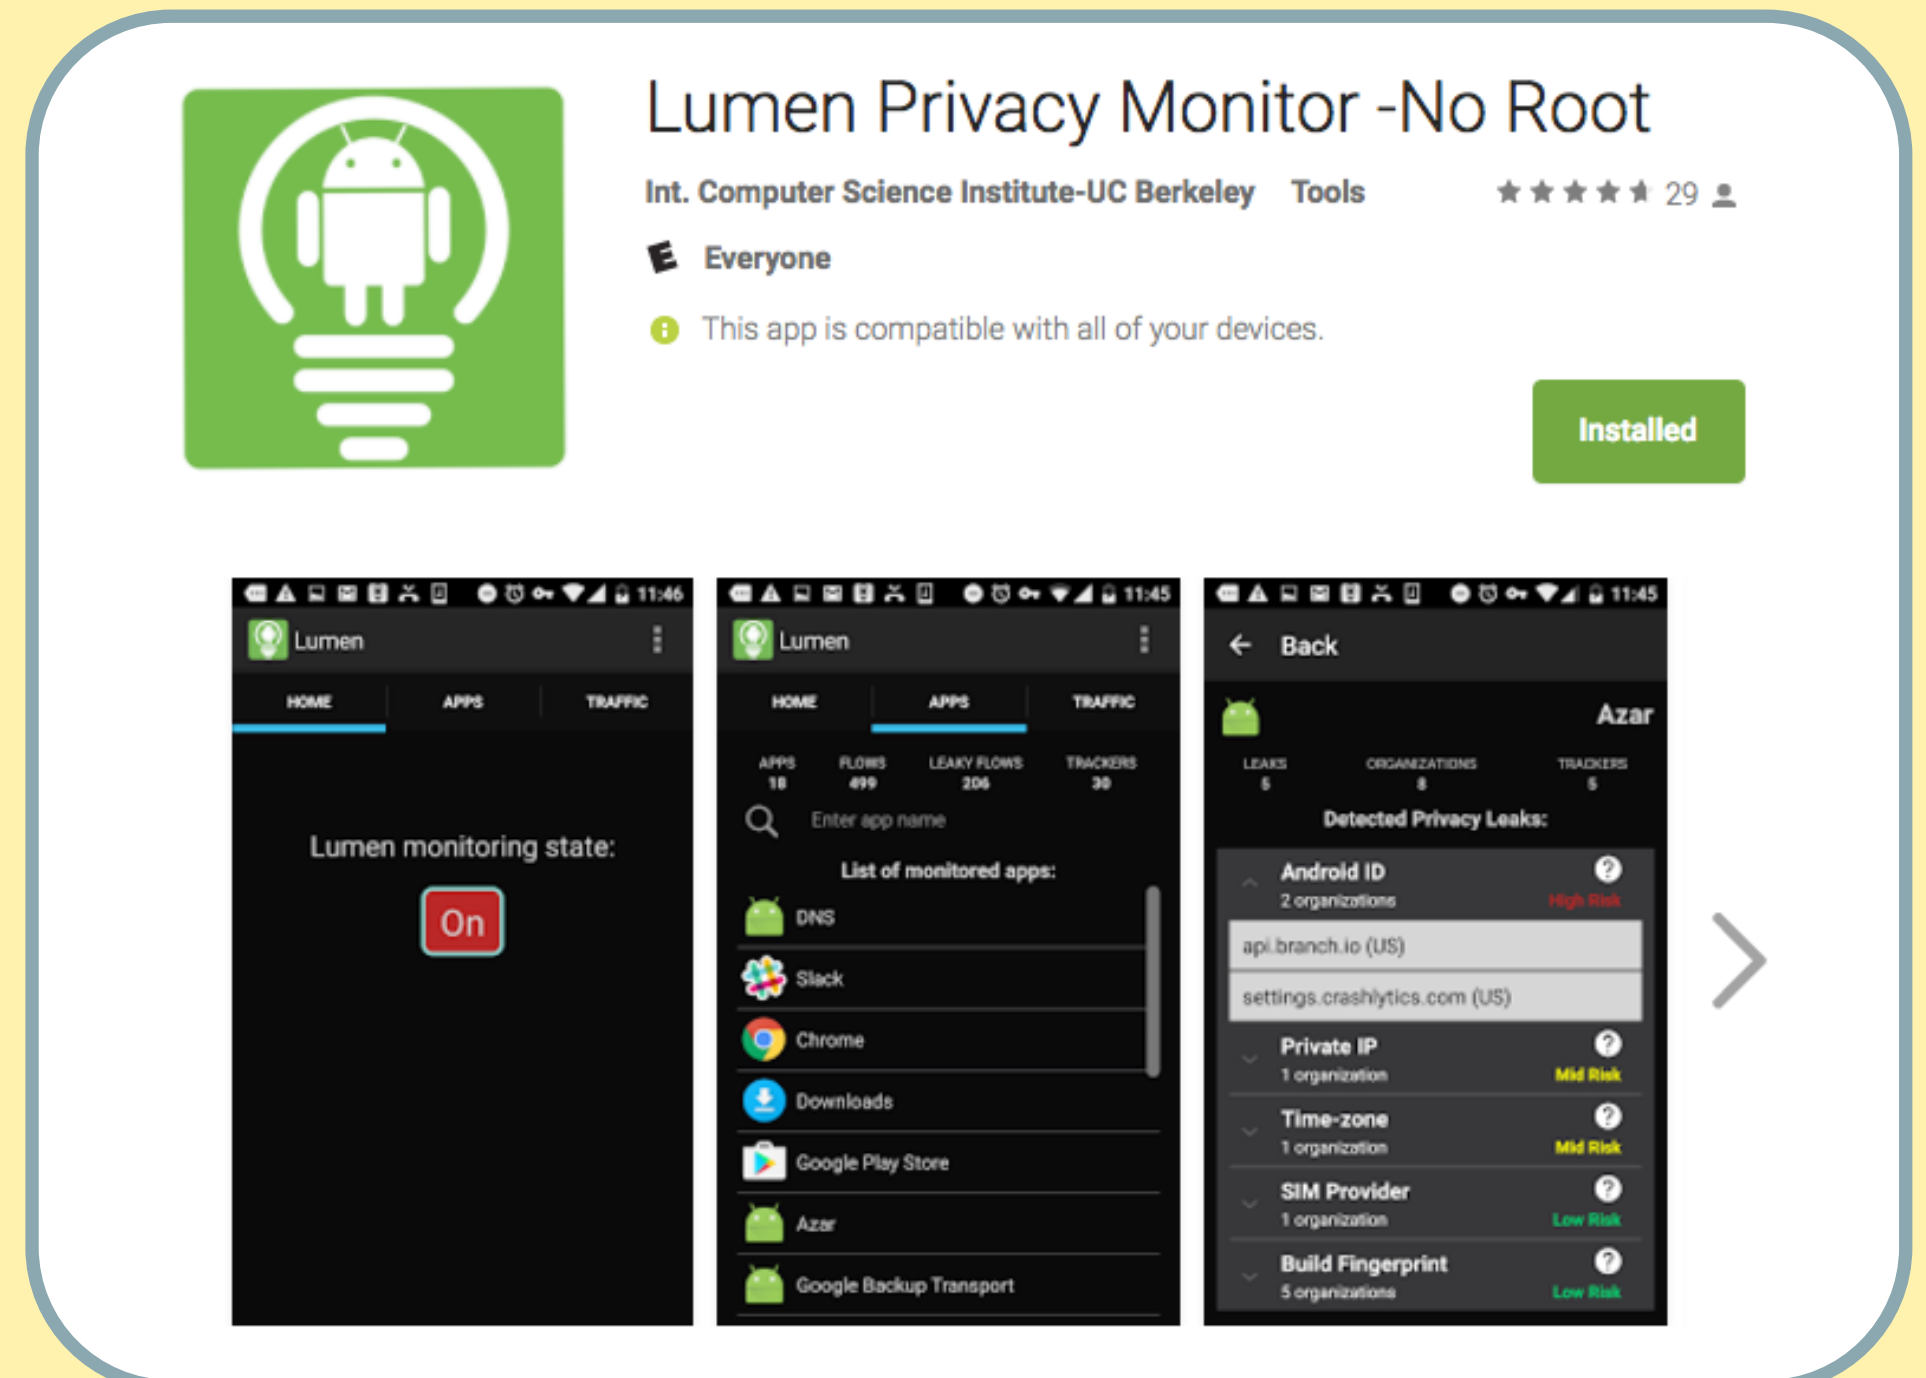 Lumen Privacy Monitor -No Root
Int. Computer Science Institute-UC Berkeley Tools 29
E Everyone
This app is compatible with all of your devices.
Installed
11:46
Lumen
HOME APPS TRAFFIC
Lumen monitoring state:
On
11:45
Lumen
HOME APPS TRAFFIC
APPS FLOWS LEAKY FLOWS TRACKERS
18 499 206 30
Enter app name
List of monitored apps:
DNS
Slack
Chrome
Downloads
Google Play Store
Azar
Google Backup Transport
11:45
Back
Azar
LEAKS ORGANIZATIONS TRACKERS
5 8 5
Detected Privacy Leaks:
Android ID ?
2 organizations High Risk
api.branch.io (US)
settings.crashlytics.com (US)
Private IP ?
1 organization Mid Risk
Time-zone ?
1 organization Mid Risk
SIM Provider ?
1 organization Low Risk
Build Fingerprint ?
5 organizations Low Risk